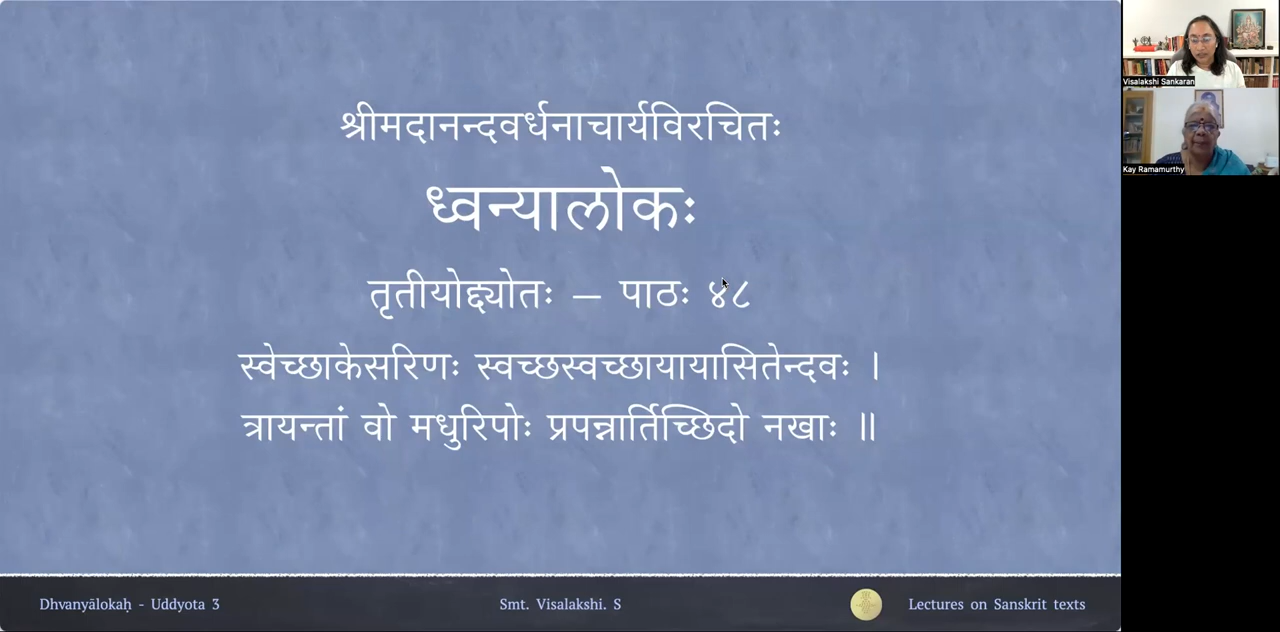 श्रीमदानन्दवर्धनाचार्यविरचितः
ध्वन्यालोकः
तृतीयोद्द्योतः – पाठः ४८
स्वेच्छाकेसरिणः स्वच्छस्वच्छायायासितेन्दवः ।
त्रायन्तां वो मधुरिपोः प्रपन्नार्तिच्छिदो नखाः ॥
Dhvanyālokaḥ - Uddyota 3
Smt. Visalakshi. S
Lectures on Sanskrit texts
Visalakshi Sankaran
Kay Ramamurthy